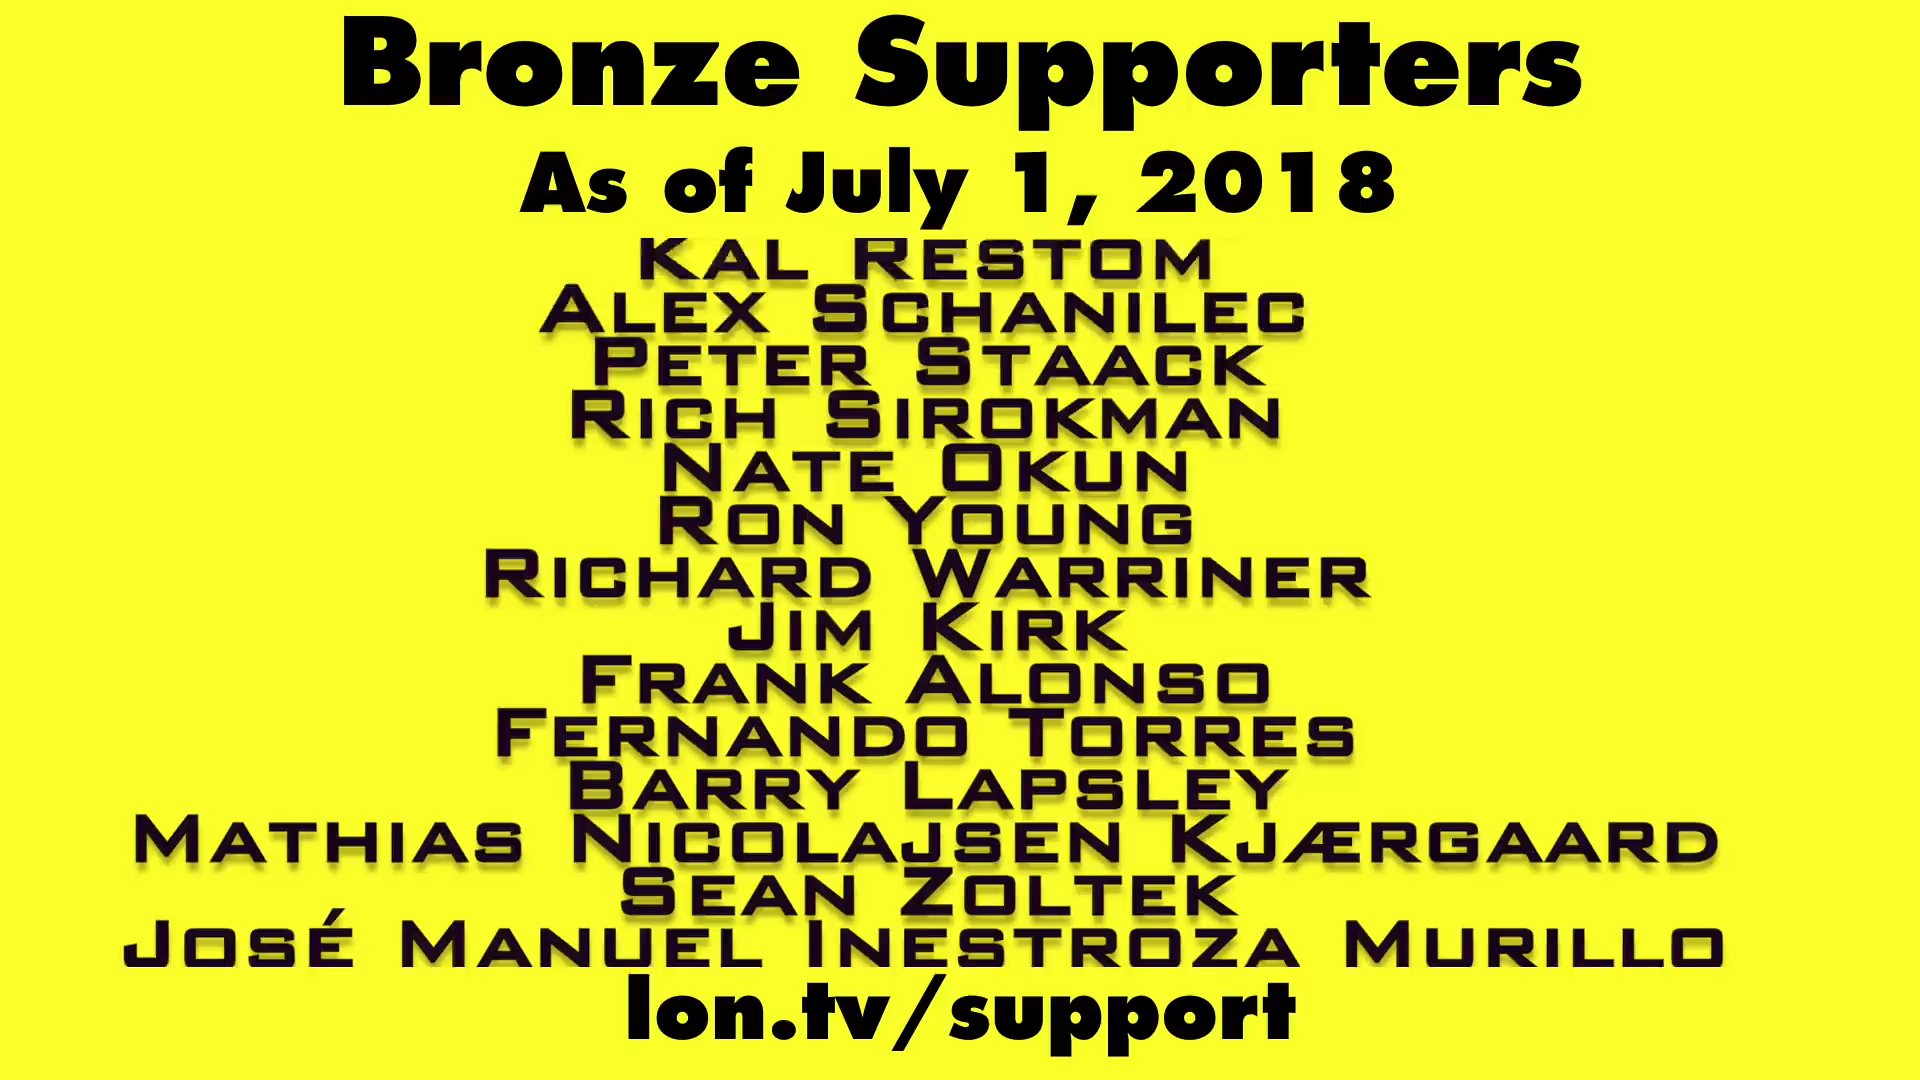 Bronze Supporters
As of July 1, 2018
Kal Restom
Alex Schanilec
Peter Staack
Rich Sirokman
Nate Okun
Ron Young
Richard Warriner
Jim Kirk
Frank Alonso
Fernando Torres
Barry Lapsley
Mathias Nicolajsen Kjærgaard
Sean Zoltek
José Manuel Inestroza Murillo
lon.tv/support